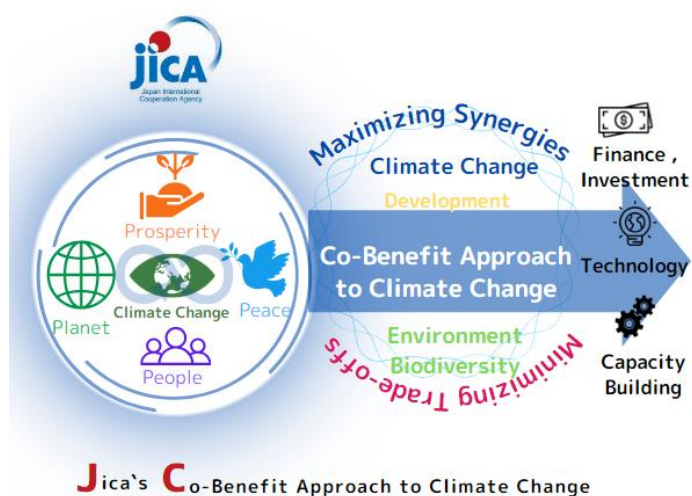 JICA
Japan International
Cooperation Agency
Prosperity
Planet
Climate Change
Peace
People
Maximizing Synergies
Climate Change
Development
Co-Benefit Approach
to Climate Change
Environment
Biodiversity
Minimizing Trade-offs
Finance ,
Investment
Technology
Capacity
Building
Jica`s Co-Benefit Approach to Climate Change